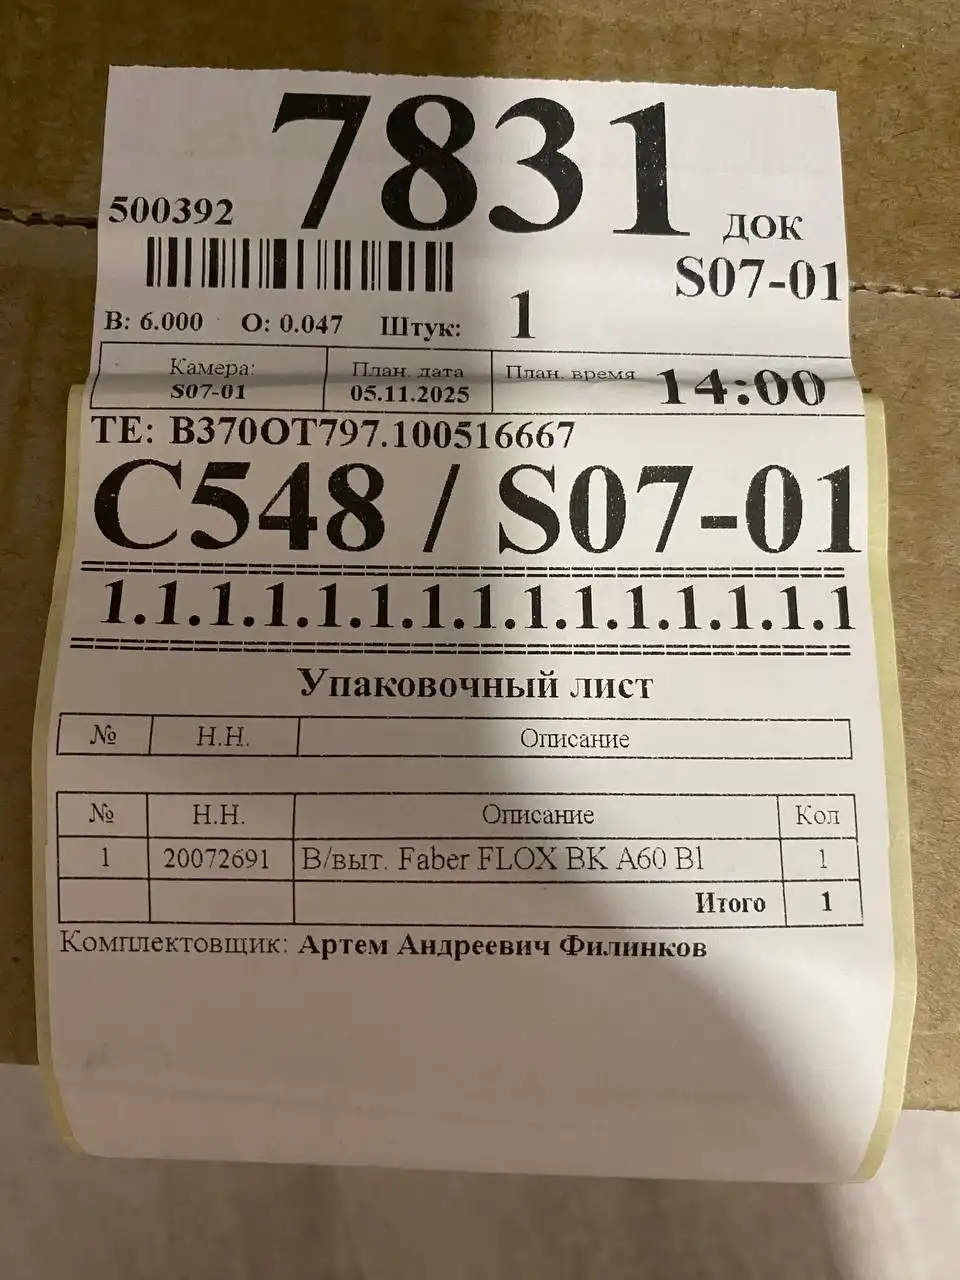 7831
500392
ДОК
S07-01
В: 6.000 О: 0.047 Штук: 1
Камера: План. дата План. время 14:00
S07-01 05.11.2025
ТЕ: В370ОТ797.100516667
C548 / S07-01
1.1.1.1.1.1.1.1.1.1.1.1.1.1.1
Упаковочный лист
№ Н.Н. Описание
№ Н.Н. Описание Кол
1 20072691 В/выт. Faber FLOX BK A60 B1 1
Итого 1
Комплектовщик: Артем Андреевич Филинков